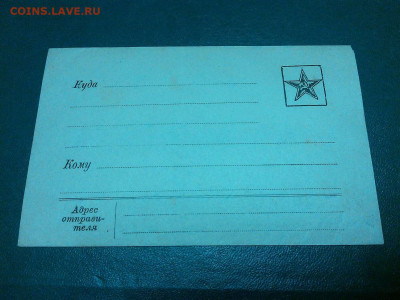 COINS.LAVE.RU
Куда
Кому
Адрес
отправи-
теля